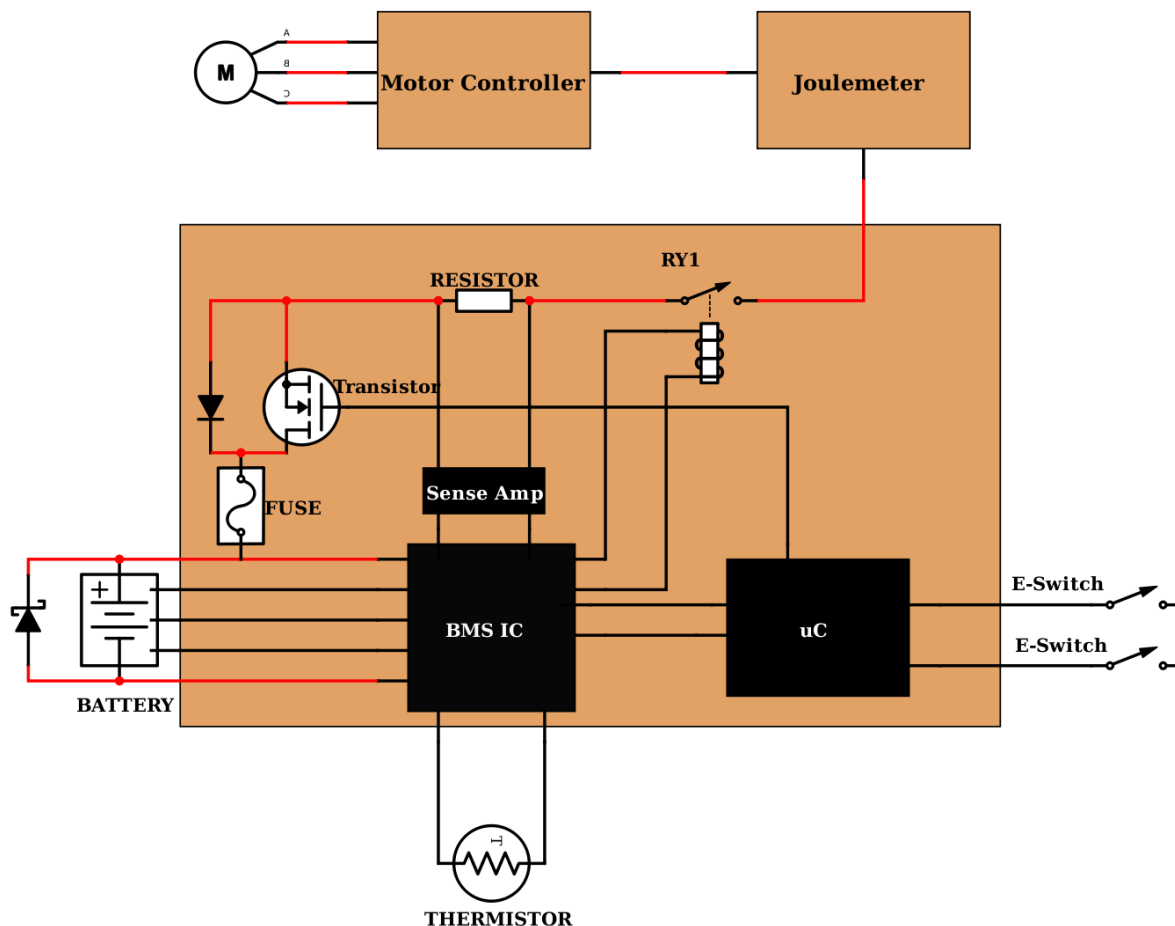 A
B
C
M
Motor Controller
Joulemeter
RY1
RESISTOR
Transistor
Sense Amp
FUSE
E-Switch
BMS IC
uC
E-Switch
BATTERY
T
THERMISTOR